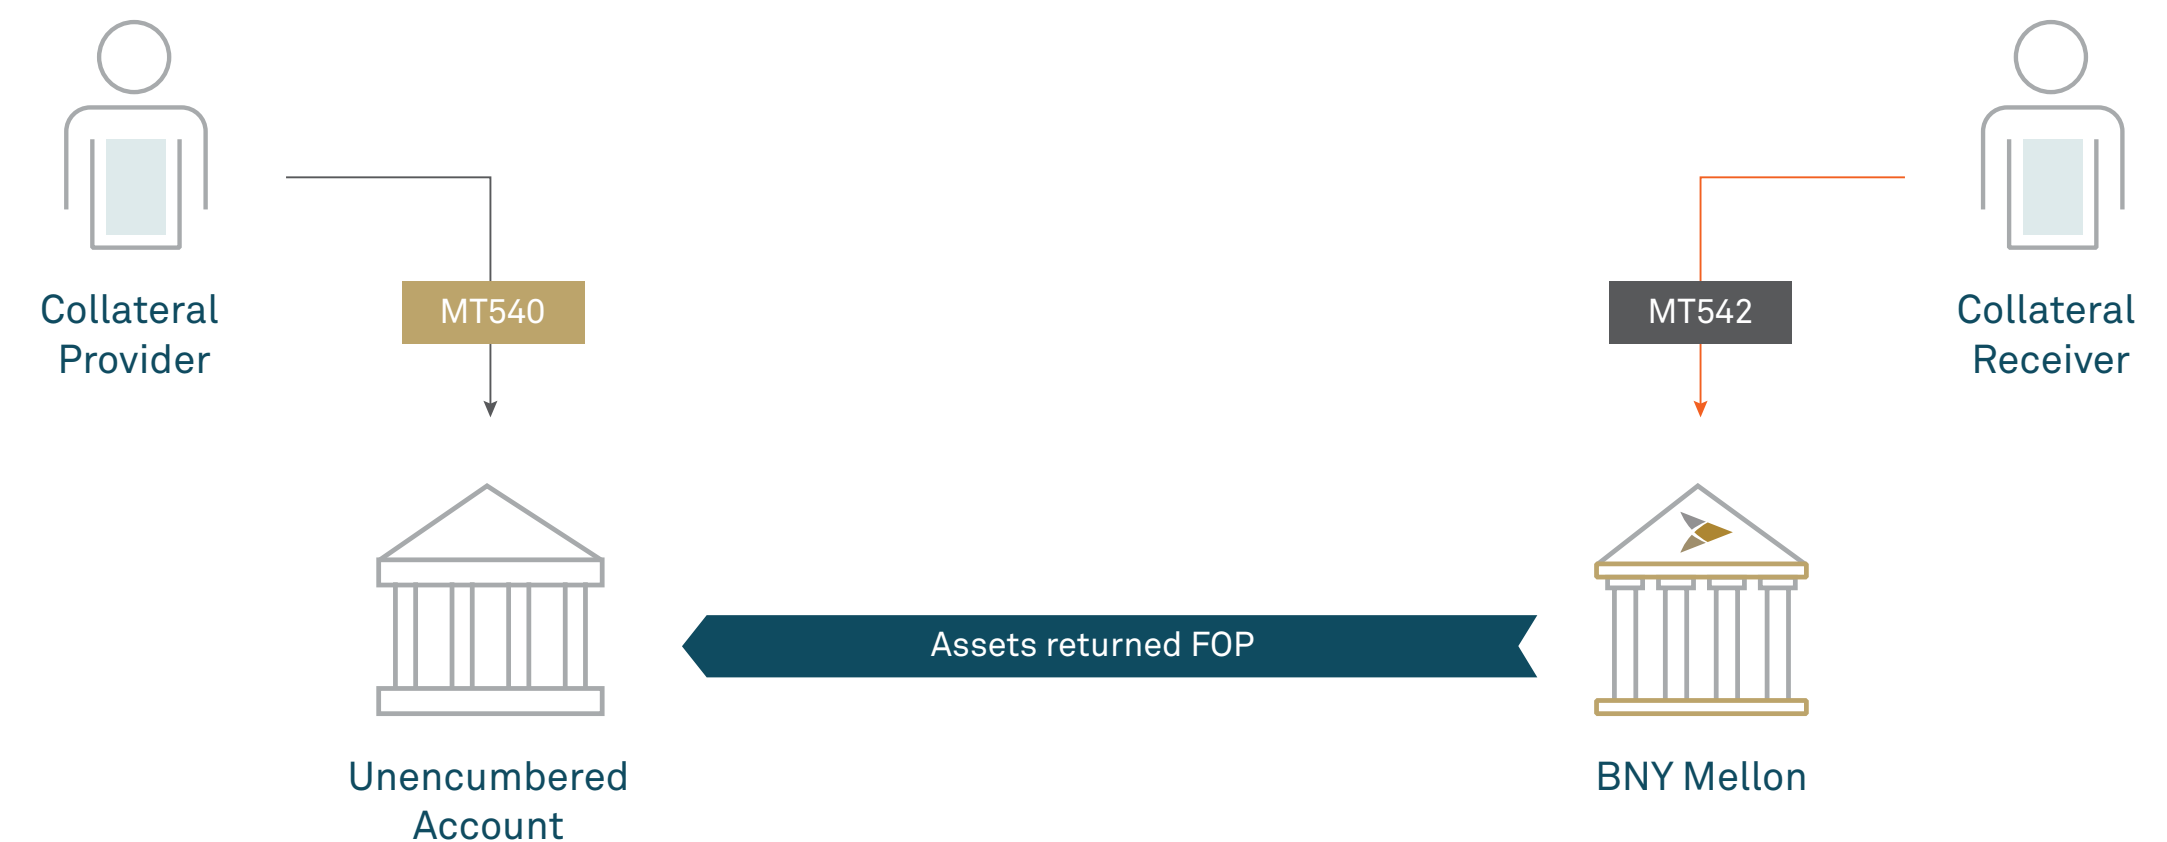 Collateral
Provider
MT540
MT542
Collateral
Receiver
Assets returned FOP
Unencumbered
Account
BNY Mellon